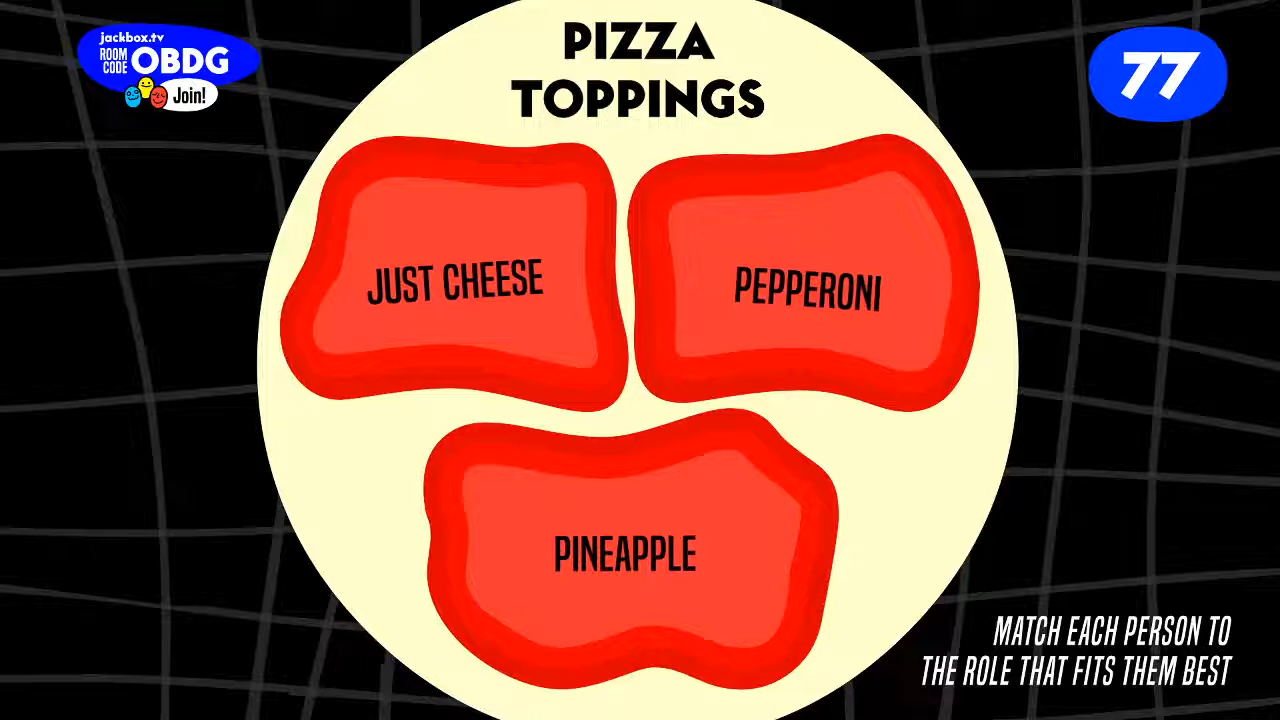 jackbox.tv
ROOM CODE OBDG
Join!
77
PIZZA
TOPPINGS
JUST CHEESE
PEPPERONI
PINEAPPLE
MATCH EACH PERSON TO
THE ROLE THAT FITS THEM BEST